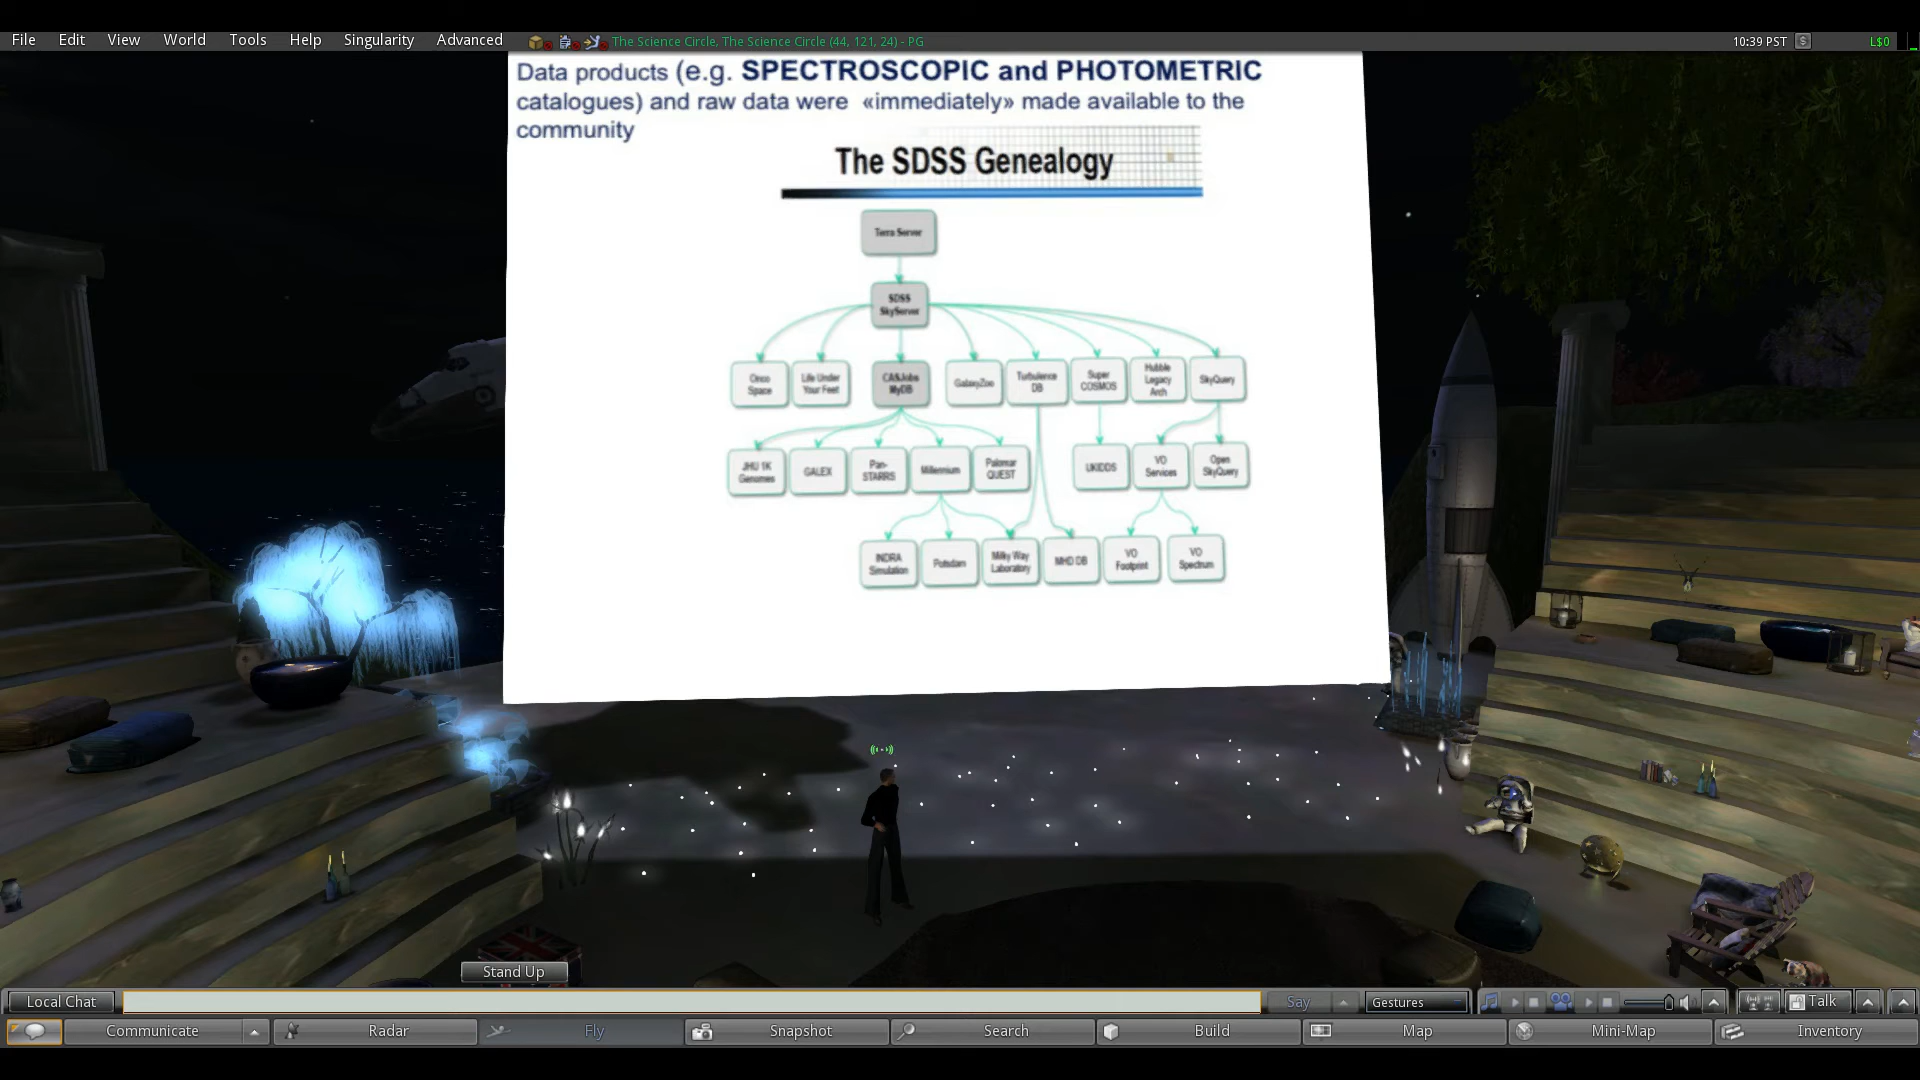 File Edit View World Tools Help Singularity Advanced
The Science Circle, The Science Circle (44, 121, 24) - PG
10:39 PST
L$0
Data products (e.g. SPECTROSCOPIC and PHOTOMETRIC
catalogues) and raw data were «immediately» made available to the
community
The SDSS Genealogy
Terra Server
SDSS
SkyServer
Onco
Space
Life Under
Your Feet
CASJobs
MyDB
GalaxyZoo
Turbulence
DB
Super
COSMOS
Hubble
Legacy
Arch
SkyQuery
JHU 1K
Genomes
GALEX
Pan-
STARRS
Millennium
Palomar
QUEST
UKIDDS
VO
Services
Open
SkyQuery
INDRA
Simulation
Potsdam
Milky Way
Laboratory
MHD DB
VO
Footprint
VO
Spectrum
Stand Up
Local Chat
Say
Gestures
Talk
Communicate
Radar
Fly
Snapshot
Search
Build
Map
Mini-Map
Inventory